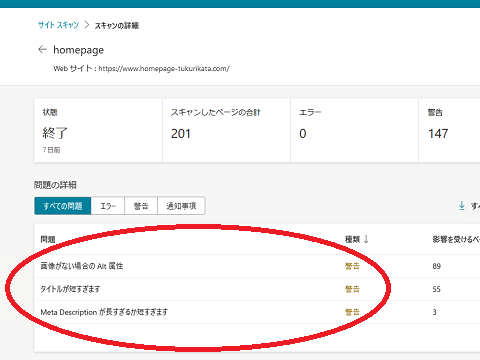 サイト スキャン > スキャンの詳細
← homepage
Web サイト : https://www.homepage-tukurikata.com/
状態 スキャンしたページの合計 エラー 警告
終了 201 0 147
7 日前
問題の詳細
すべての問題 エラー 警告 通知事項
問題 種類 ↓ 影響を受けるペ
画像がない場合の Alt 属性 警告 89
タイトルが短すぎます 警告 55
Meta Description が長すぎるか短すぎます 警告 3